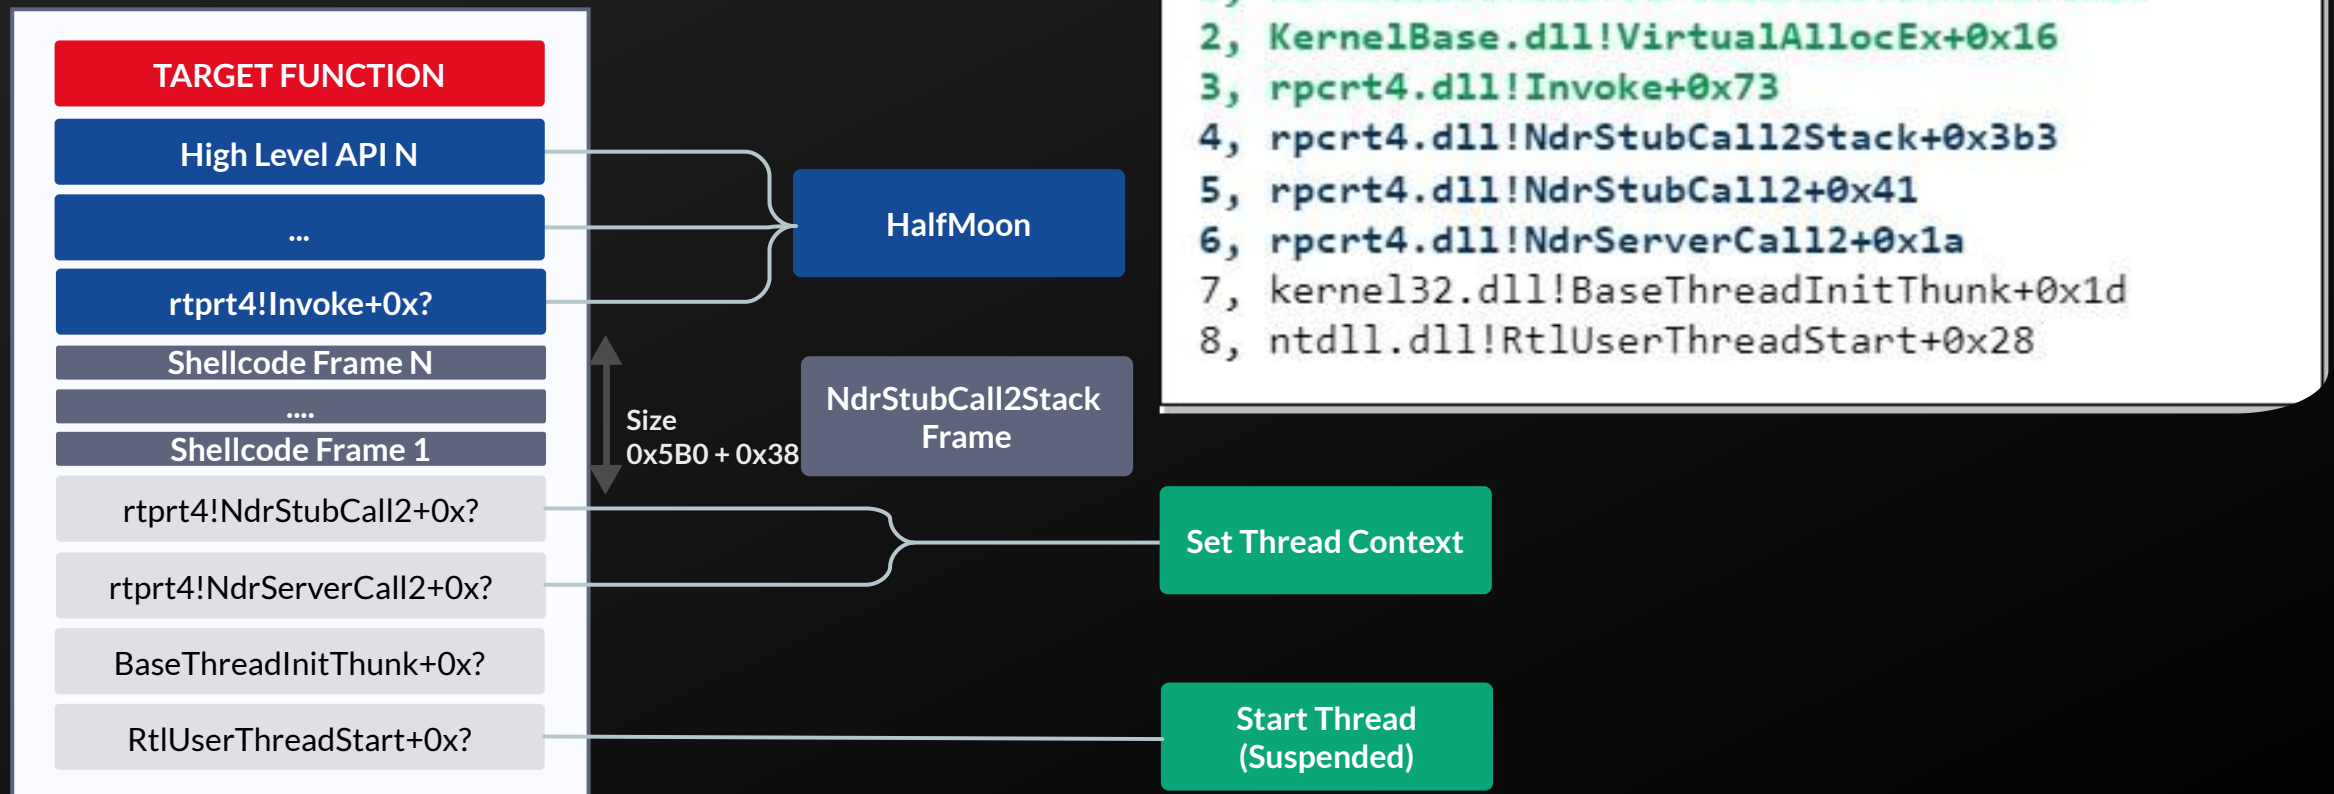 TARGET FUNCTION
High Level API N
...
rtprt4!Invoke+0x?
Shellcode Frame N
....
Shellcode Frame 1
rtprt4!NdrStubCall2+0x?
rtprt4!NdrServerCall2+0x?
BaseThreadInitThunk+0x?
RtlUserThreadStart+0x?
HalfMoon
Size
0x5B0 + 0x38
NdrStubCall2Stack
Frame
Set Thread Context
Start Thread
(Suspended)
2, KernelBase.dll!VirtualAllocEx+0x16
3, rpcrt4.dll!Invoke+0x73
4, rpcrt4.dll!NdrStubCall2Stack+0x3b3
5, rpcrt4.dll!NdrStubCall2+0x41
6, rpcrt4.dll!NdrServerCall2+0x1a
7, kernel32.dll!BaseThreadInitThunk+0x1d
8, ntdll.dll!RtlUserThreadStart+0x28